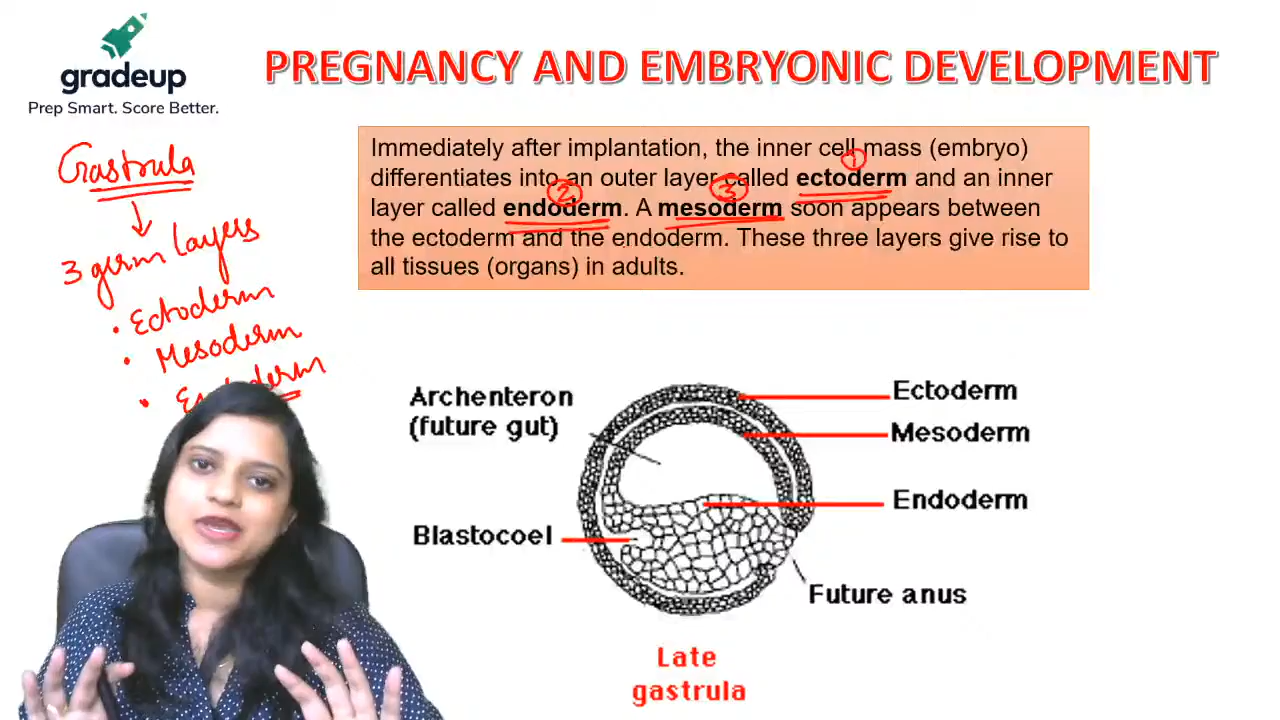 gradeup
Prep Smart. Score Better.
PREGNANCY AND EMBRYONIC DEVELOPMENT
Gastrula
3 germ layers
• Ectoderm
• Mesoderm
•
Immediately after implantation, the inner cell mass (embryo)
differentiates into an outer layer called ectoderm and an inner
layer called endoderm. A mesoderm soon appears between
the ectoderm and the endoderm. These three layers give rise to
all tissues (organs) in adults.
1
2
3
Archenteron
(future gut)
Blastocoel
Ectoderm
Mesoderm
Endoderm
Future anus
Late
gastrula